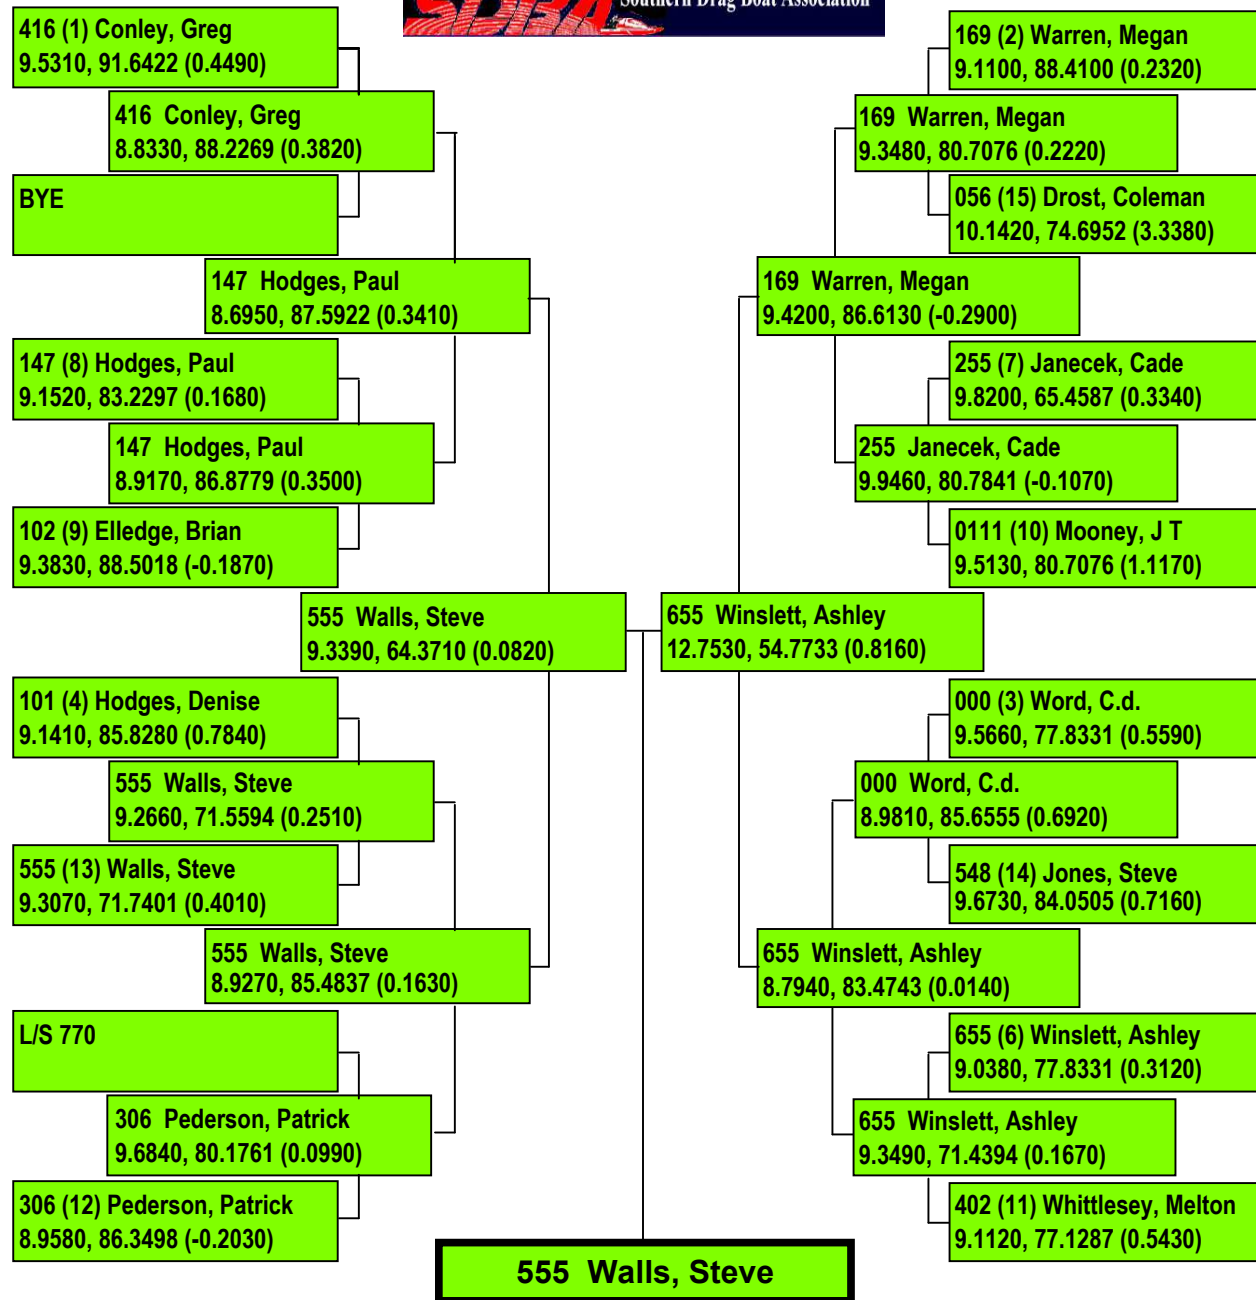 SDBA Southern Drag Boat Association
416 (1) Conley, Greg
9.5310, 91.6422 (0.4490)
416 Conley, Greg
8.8330, 88.2269 (0.3820)
BYE
147 Hodges, Paul
8.6950, 87.5922 (0.3410)
147 (8) Hodges, Paul
9.1520, 83.2297 (0.1680)
147 Hodges, Paul
8.9170, 86.8779 (0.3500)
102 (9) Elledge, Brian
9.3830, 88.5018 (-0.1870)
555 Walls, Steve
9.3390, 64.3710 (0.0820)
101 (4) Hodges, Denise
9.1410, 85.8280 (0.7840)
555 Walls, Steve
9.2660, 71.5594 (0.2510)
555 (13) Walls, Steve
9.3070, 71.7401 (0.4010)
555 Walls, Steve
8.9270, 85.4837 (0.1630)
L/S 770
306 Pederson, Patrick
9.6840, 80.1761 (0.0990)
306 (12) Pederson, Patrick
8.9580, 86.3498 (-0.2030)
169 (2) Warren, Megan
9.1100, 88.4100 (0.2320)
169 Warren, Megan
9.3480, 80.7076 (0.2220)
056 (15) Drost, Coleman
10.1420, 74.6952 (3.3380)
169 Warren, Megan
9.4200, 86.6130 (-0.2900)
255 (7) Janecek, Cade
9.8200, 65.4587 (0.3340)
255 Janecek, Cade
9.9460, 80.7841 (-0.1070)
0111 (10) Mooney, J T
9.5130, 80.7076 (1.1170)
655 Winslett, Ashley
12.7530, 54.7733 (0.8160)
000 (3) Word, C.d.
9.5660, 77.8331 (0.5590)
000 Word, C.d.
8.9810, 85.6555 (0.6920)
548 (14) Jones, Steve
9.6730, 84.0505 (0.7160)
655 Winslett, Ashley
8.7940, 83.4743 (0.0140)
655 (6) Winslett, Ashley
9.0380, 77.8331 (0.3120)
655 Winslett, Ashley
9.3490, 71.4394 (0.1670)
402 (11) Whittlesey, Melton
9.1120, 77.1287 (0.5430)
555 Walls, Steve